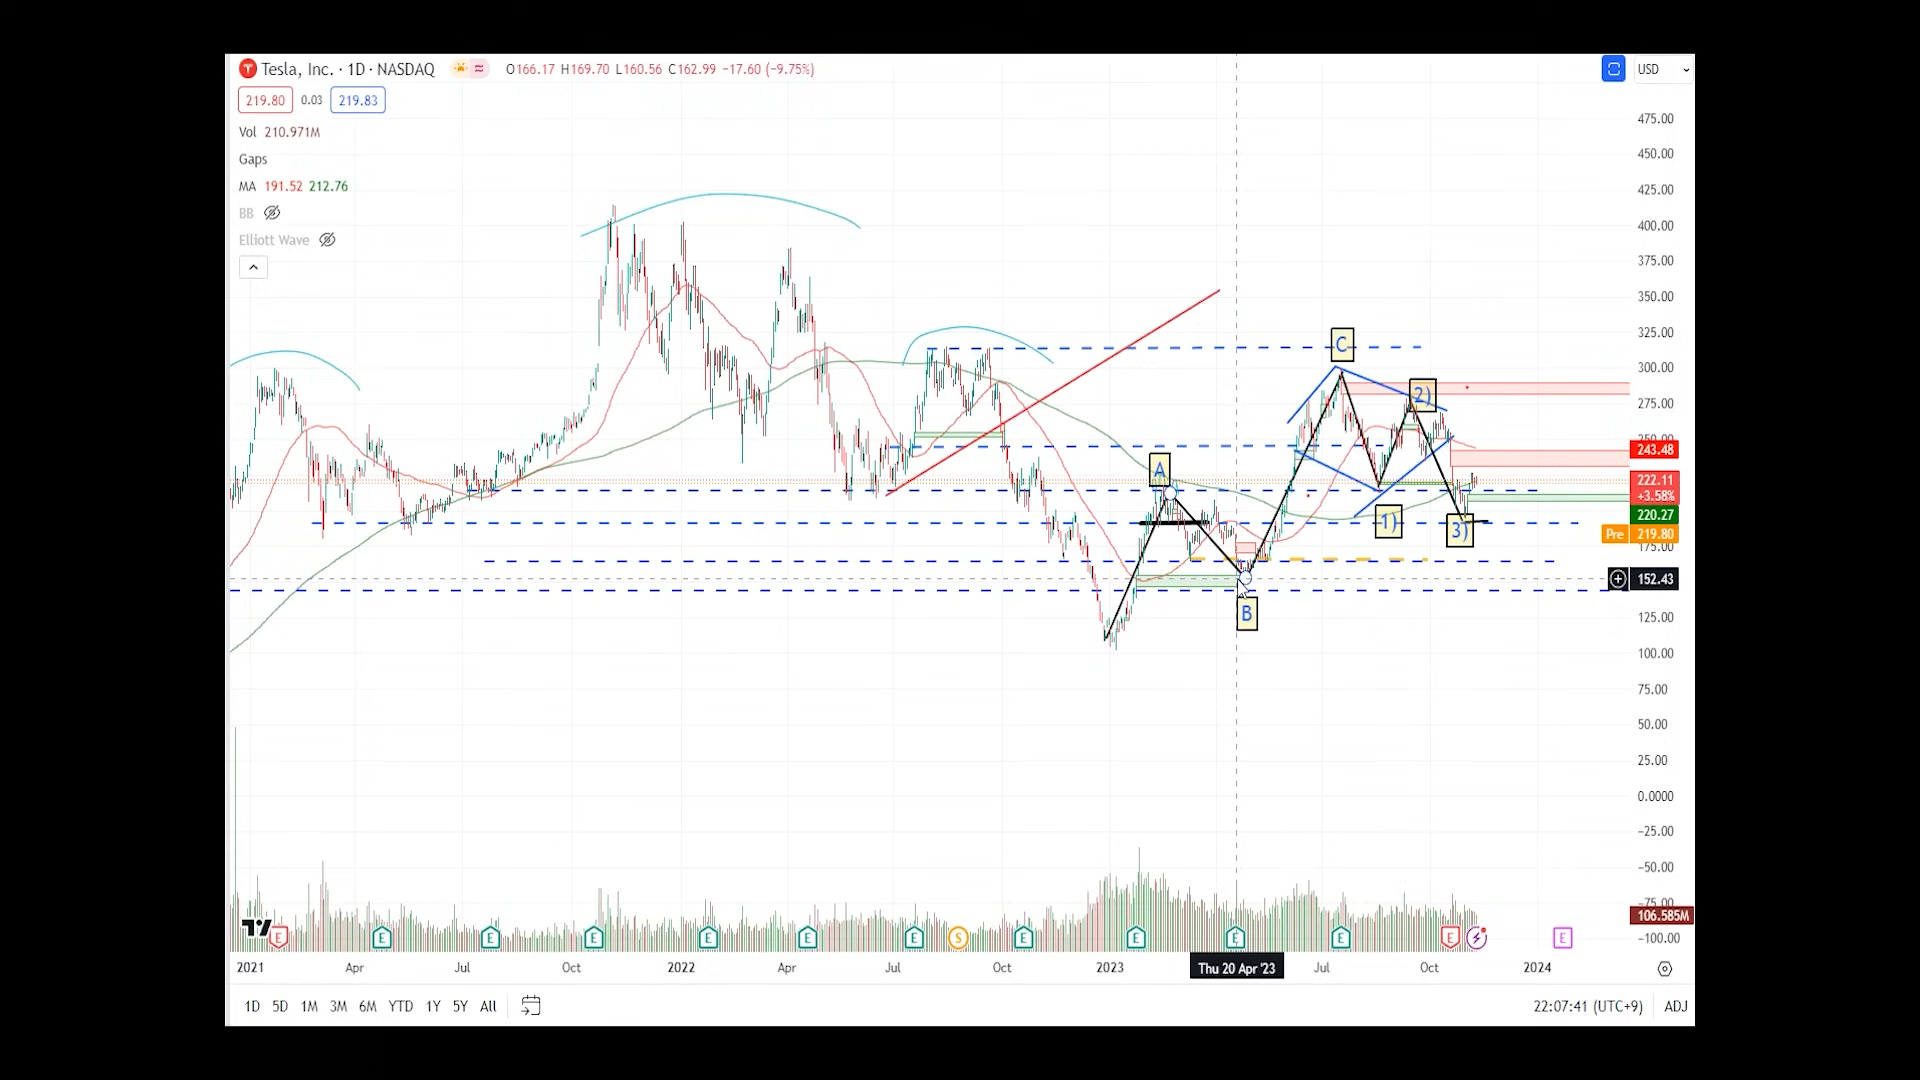 Tesla, Inc. · 1D · NASDAQ O166.17 H169.70 L160.56 C162.99 −17.60 (−9.75%)
USD
219.80 0.03 219.83
Vol 210.971M
Gaps
MA 191.52 212.76
BB
Elliott Wave
475.00
450.00
425.00
400.00
375.00
350.00
325.00
300.00
275.00
250.00
243.48
222.11
+3.58%
220.27
Pre 219.80
175.00
152.43
125.00
100.00
75.00
50.00
25.00
0.0000
−25.00
−50.00
−75.00
106.585M
−100.00
C
2)
A
1)
3)
B
E E E E E E E S E E E E E E
2021 Apr Jul Oct 2022 Apr Jul Oct 2023 Thu 20 Apr '23 Jul Oct 2024
1D 5D 1M 3M 6M YTD 1Y 5Y All
22:07:41 (UTC+9) ADJ